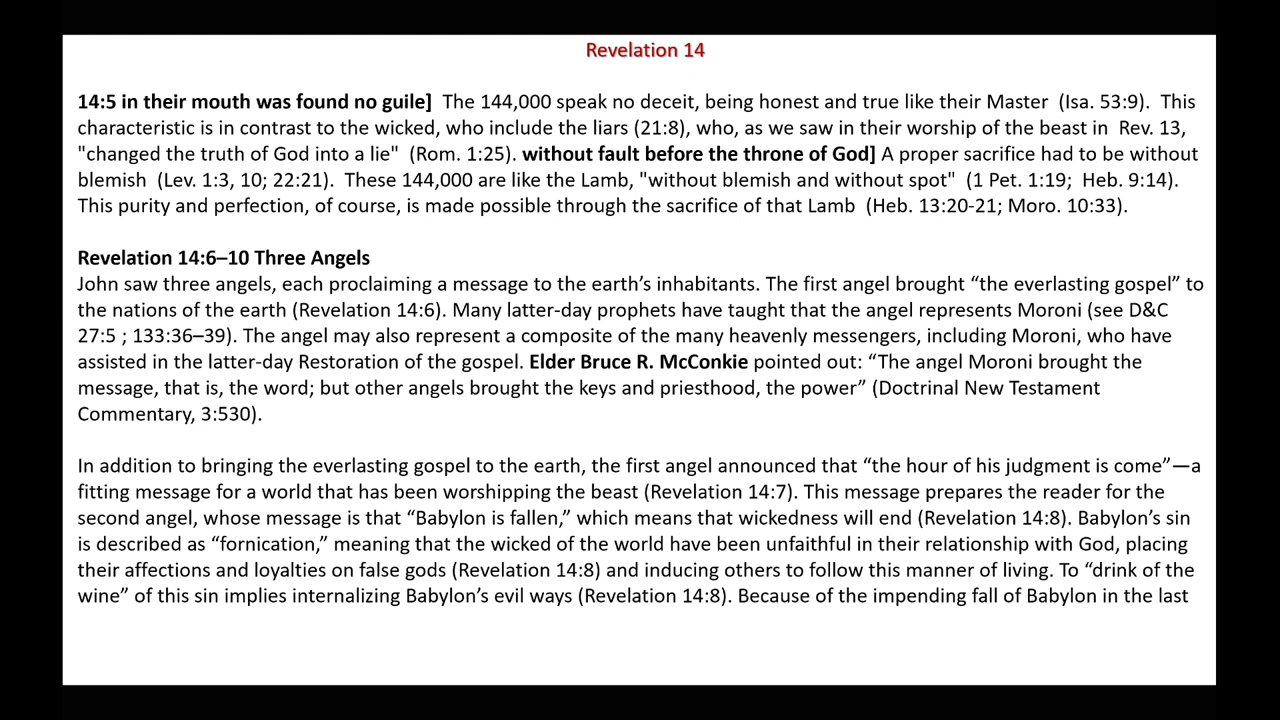 Revelation 14
14:5 in their mouth was found no guile]  The 144,000 speak no deceit, being honest and true like their Master  (Isa. 53:9).  This
characteristic is in contrast to the wicked, who include the liars (21:8), who, as we saw in their worship of the beast in  Rev. 13,
"changed the truth of God into a lie"  (Rom. 1:25). without fault before the throne of God] A proper sacrifice had to be without
blemish  (Lev. 1:3, 10; 22:21).  These 144,000 are like the Lamb, "without blemish and without spot"  (1 Pet. 1:19;  Heb. 9:14).
This purity and perfection, of course, is made possible through the sacrifice of that Lamb  (Heb. 13:20-21; Moro. 10:33).
Revelation 14:6–10 Three Angels
John saw three angels, each proclaiming a message to the earth’s inhabitants. The first angel brought “the everlasting gospel” to
the nations of the earth (Revelation 14:6). Many latter-day prophets have taught that the angel represents Moroni (see D&C
27:5 ; 133:36–39). The angel may also represent a composite of the many heavenly messengers, including Moroni, who have
assisted in the latter-day Restoration of the gospel. Elder Bruce R. McConkie pointed out: “The angel Moroni brought the
message, that is, the word; but other angels brought the keys and priesthood, the power” (Doctrinal New Testament
Commentary, 3:530).
In addition to bringing the everlasting gospel to the earth, the first angel announced that “the hour of his judgment is come”—a
fitting message for a world that has been worshipping the beast (Revelation 14:7). This message prepares the reader for the
second angel, whose message is that “Babylon is fallen,” which means that wickedness will end (Revelation 14:8). Babylon’s sin
is described as “fornication,” meaning that the wicked of the world have been unfaithful in their relationship with God, placing
their affections and loyalties on false gods (Revelation 14:8) and inducing others to follow this manner of living. To “drink of the
wine” of this sin implies internalizing Babylon’s evil ways (Revelation 14:8). Because of the impending fall of Babylon in the last